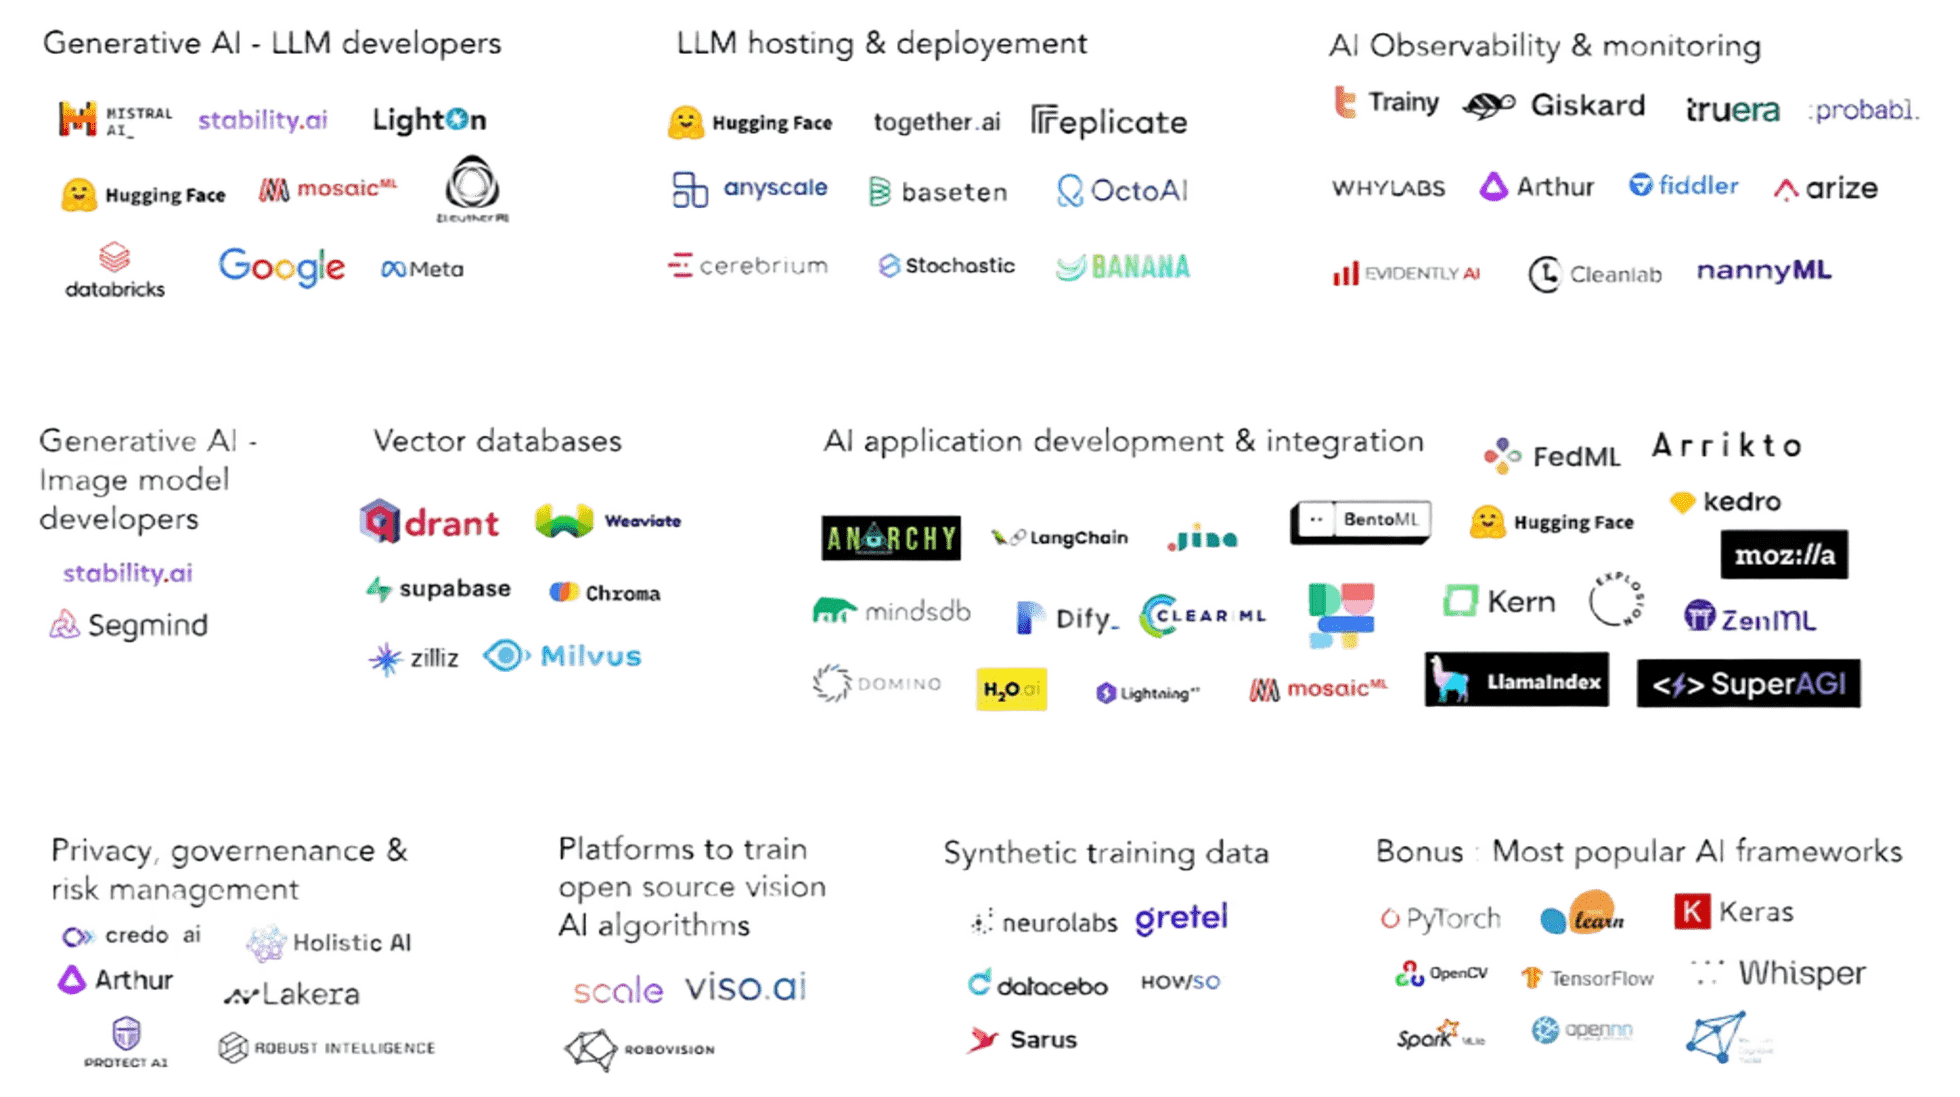 Generative AI - LLM developers
MISTRAL
AI_
stability.ai
LightOn
Hugging Face
mosaicML
EleutherAI
databricks
Google
Meta
LLM hosting & deployement
Hugging Face
together.ai
replicate
anyscale
baseten
OctoAI
cerebrium
Stochastic
BANANA
AI Observability & monitoring
Trainy
Giskard
truera
:probabl.
WHYLABS
Arthur
fiddler
arize
EVIDENTLY AI
Cleanlab
nannyML
Generative AI -
Image model
developers
stability.ai
Segmind
Vector databases
drant
Weaviate
supabase
Chroma
zilliz
Milvus
AI application development & integration
FedML
Arrikto
kedro
ANARCHY
LangChain
Jina
BentoML
Hugging Face
moz://a
mindsdb
Dify_
CLEARML
Kern
EXPLOSION
ZenML
DOMINO
H2O.ai
Lightning AI
mosaicML
LlamaIndex
<⚡> SuperAGI
Privacy, governenance &
risk management
credo ai
Holistic AI
Arthur
Lakera
PROTECT AI
ROBUST INTELLIGENCE
Platforms to train
open source vision
AI algorithms
scale
viso.ai
ROBOVISION
Synthetic training data
neurolabs
gretel
datacebo
HOWSO
Sarus
Bonus : Most popular AI frameworks
PyTorch
learn
K Keras
OpenCV
TensorFlow
Whisper
Spark MLlib
opennn